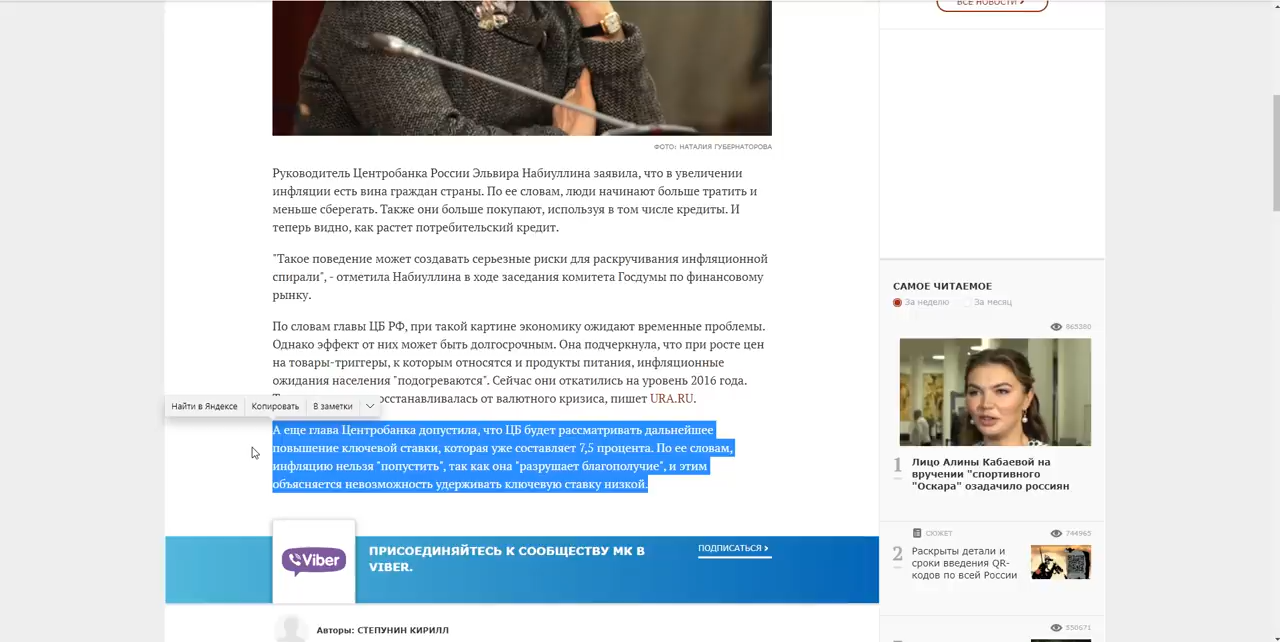 ВСЕ НОВОСТИ
ФОТО: НАТАЛИЯ ГУБЕРНАТОРОВА
Руководитель Центробанка России Эльвира Набиуллина заявила, что в увеличении
инфляции есть вина граждан страны. По ее словам, люди начинают больше тратить и
меньше сберегать. Также они больше покупают, используя в том числе кредиты. И
теперь видно, как растет потребительский кредит.
"Такое поведение может создавать серьезные риски для раскручивания инфляционной
спирали", - отметила Набиуллина в ходе заседания комитета Госдумы по финансовому
рынку.
По словам главы ЦБ РФ, при такой картине экономику ожидают временные проблемы.
Однако эффект от них может быть долгосрочным. Она подчеркнула, что при росте цен
на товары-триггеры, к которым относятся и продукты питания, инфляционные
ожидания населения "подогреваются". Сейчас они откатились на уровень 2016 года.
осстанавливалась от валютного кризиса, пишет URA.RU.
Найти в Яндексе Копировать В заметки
А еще глава Центробанка допустила, что ЦБ будет рассматривать дальнейшее
повышение ключевой ставки, которая уже составляет 7,5 процента. По ее словам,
инфляцию нельзя "попустить", так как она "разрушает благополучие", и этим
объясняется невозможность удерживать ключевую ставку низкой.
Viber
ПРИСОЕДИНЯЙТЕСЬ К СООБЩЕСТВУ МК В
VIBER.
ПОДПИСАТЬСЯ
Авторы: СТЕПУНИН КИРИЛЛ
САМОЕ ЧИТАЕМОЕ
За неделю За месяц
865380
1 Лицо Алины Кабаевой на
вручении "спортивного
"Оскара" озадачило россиян
СЮЖЕТ 744965
2 Раскрыты детали и
сроки введения QR-
кодов по всей России
550671